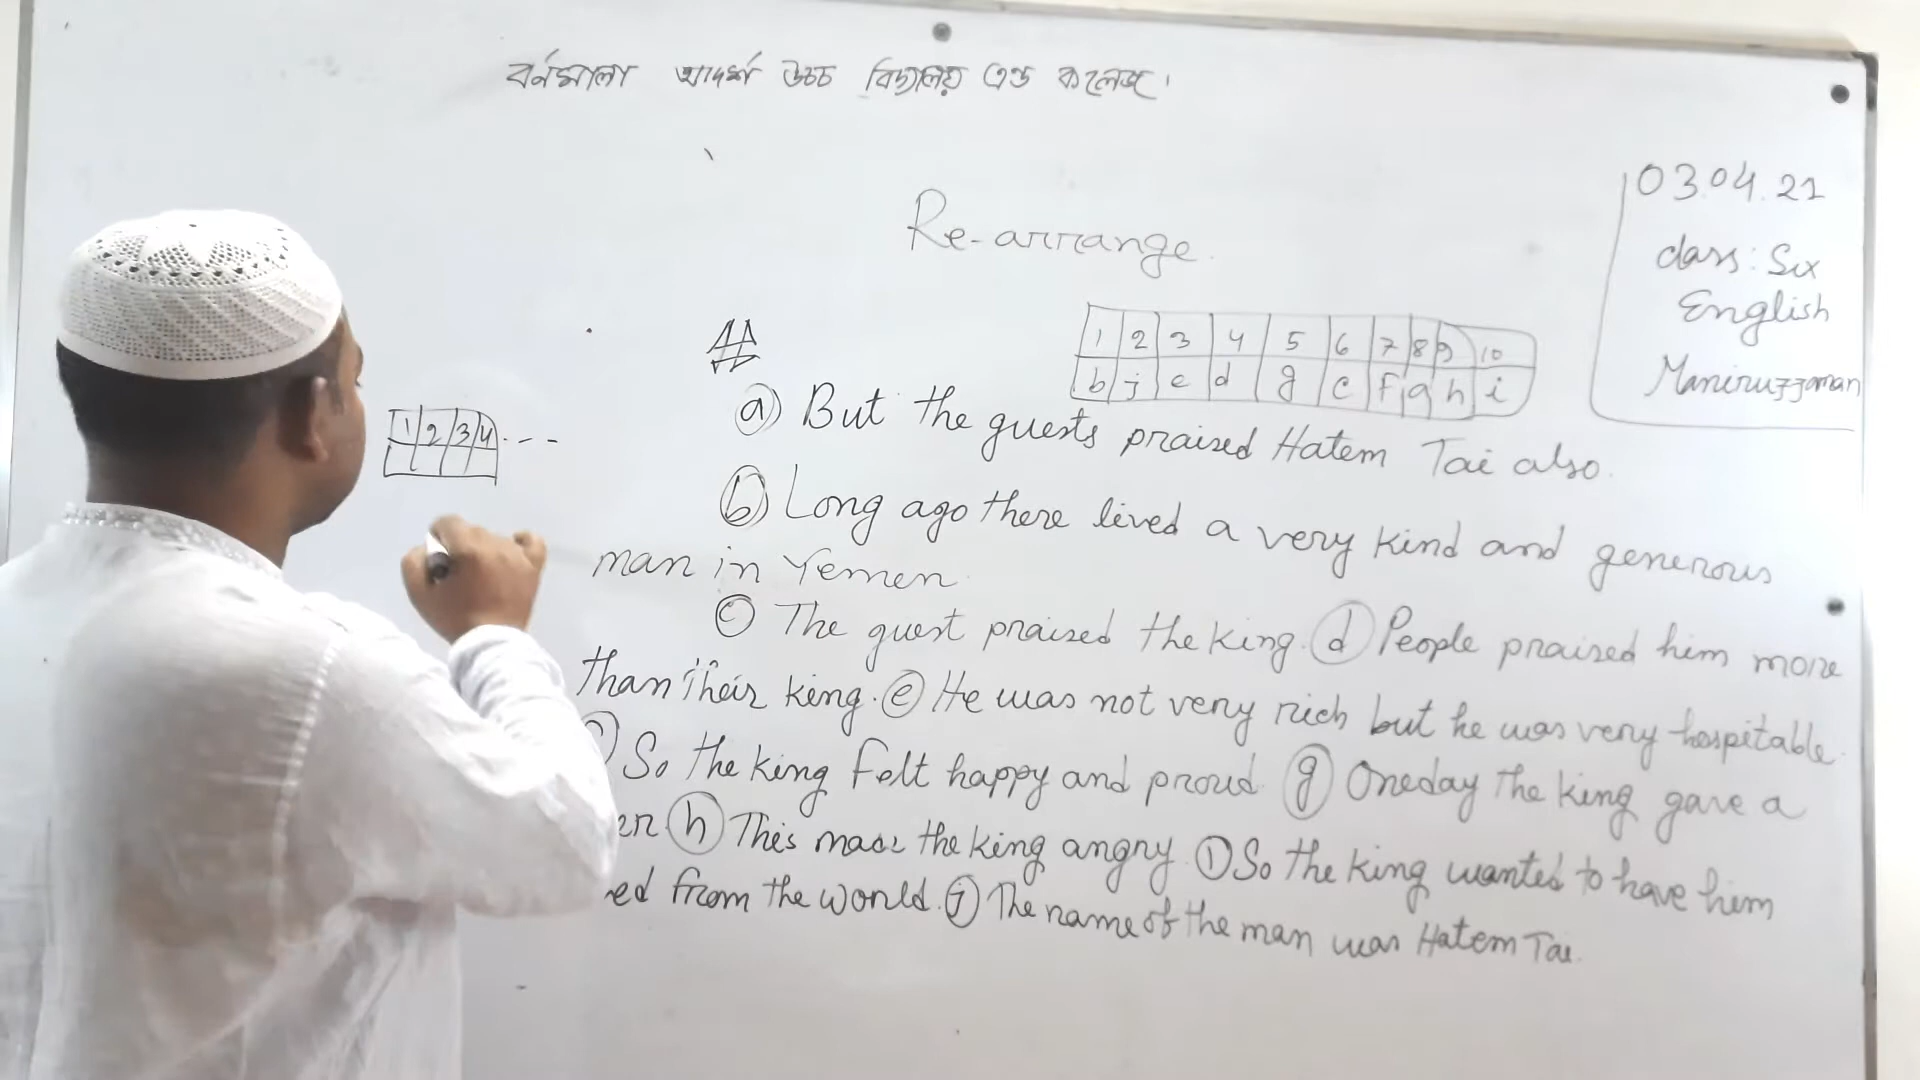 বর্নমালা আদর্শ উচ্চ বিদ্যালয় এন্ড কলেজ।
03.04.21
class: Six
English
Maniruzzaman
Re-arrange.
1 2 3 4 5 6 7 8 9 10
b j e d g c f a h i
1 2 3 4 - - -
a) But the guests praised Hatem Tai also.
b) Long ago there lived a very kind and generous
man in Yemen
c) The guest praised the king. d) People praised him more
than their king. e) He was not very rich but he was very hospitable.
So the king felt happy and proud. g) Oneday the king gave a
h) This made the king angry. i) So the king wanted to have him
from the world. j) The name of the man was Hatem Tai.